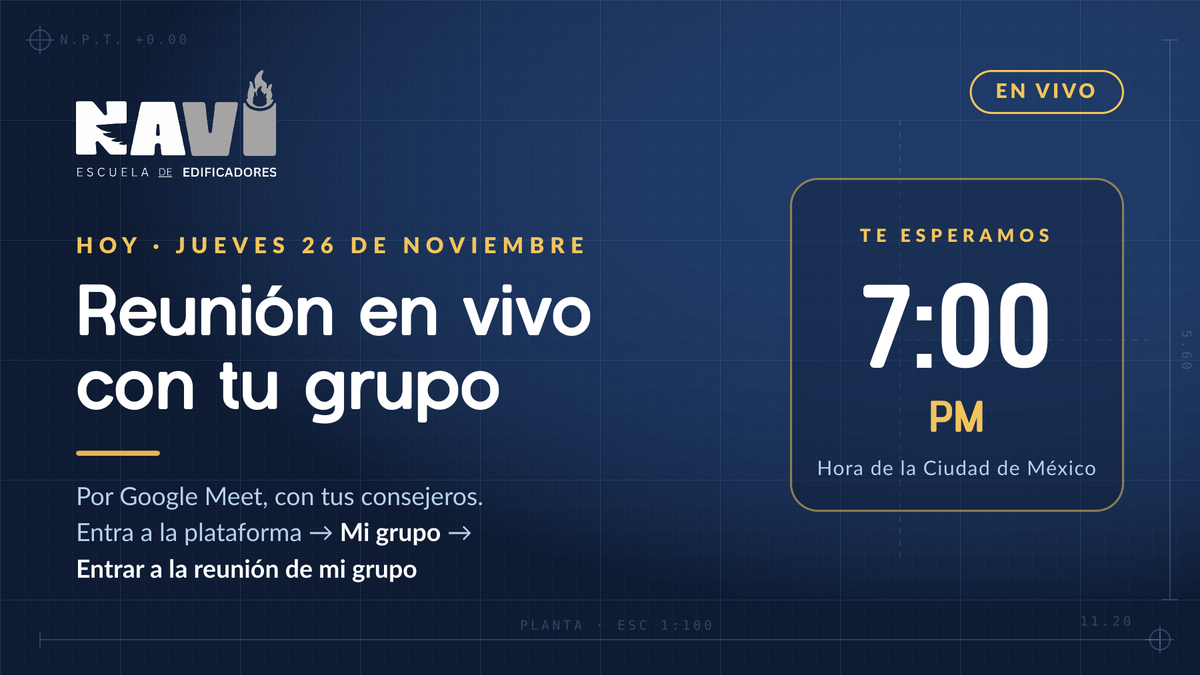 N.P.T. +0.00
NAVI
ESCUELA DE EDIFICADORES
EN VIVO
HOY · JUEVES 26 DE NOVIEMBRE
Reunión en vivo
con tu grupo
Por Google Meet, con tus consejeros.
Entra a la plataforma → Mi grupo →
Entrar a la reunión de mi grupo
TE ESPERAMOS
7:00
PM
Hora de la Ciudad de México
5.60
PLANTA · ESC 1:100
11.20